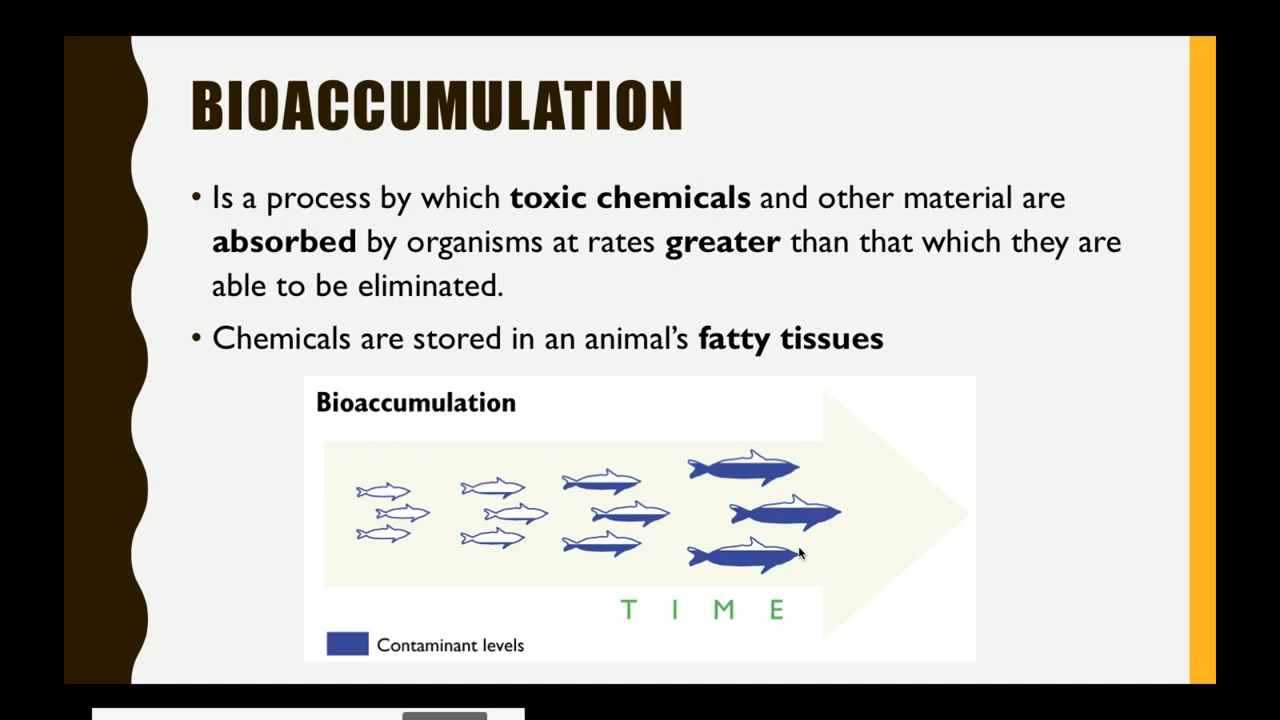 BIOACCUMULATION
• Is a process by which toxic chemicals and other material are
absorbed by organisms at rates greater than that which they are
able to be eliminated.
• Chemicals are stored in an animal’s fatty tissues
Bioaccumulation
T I M E
Contaminant levels